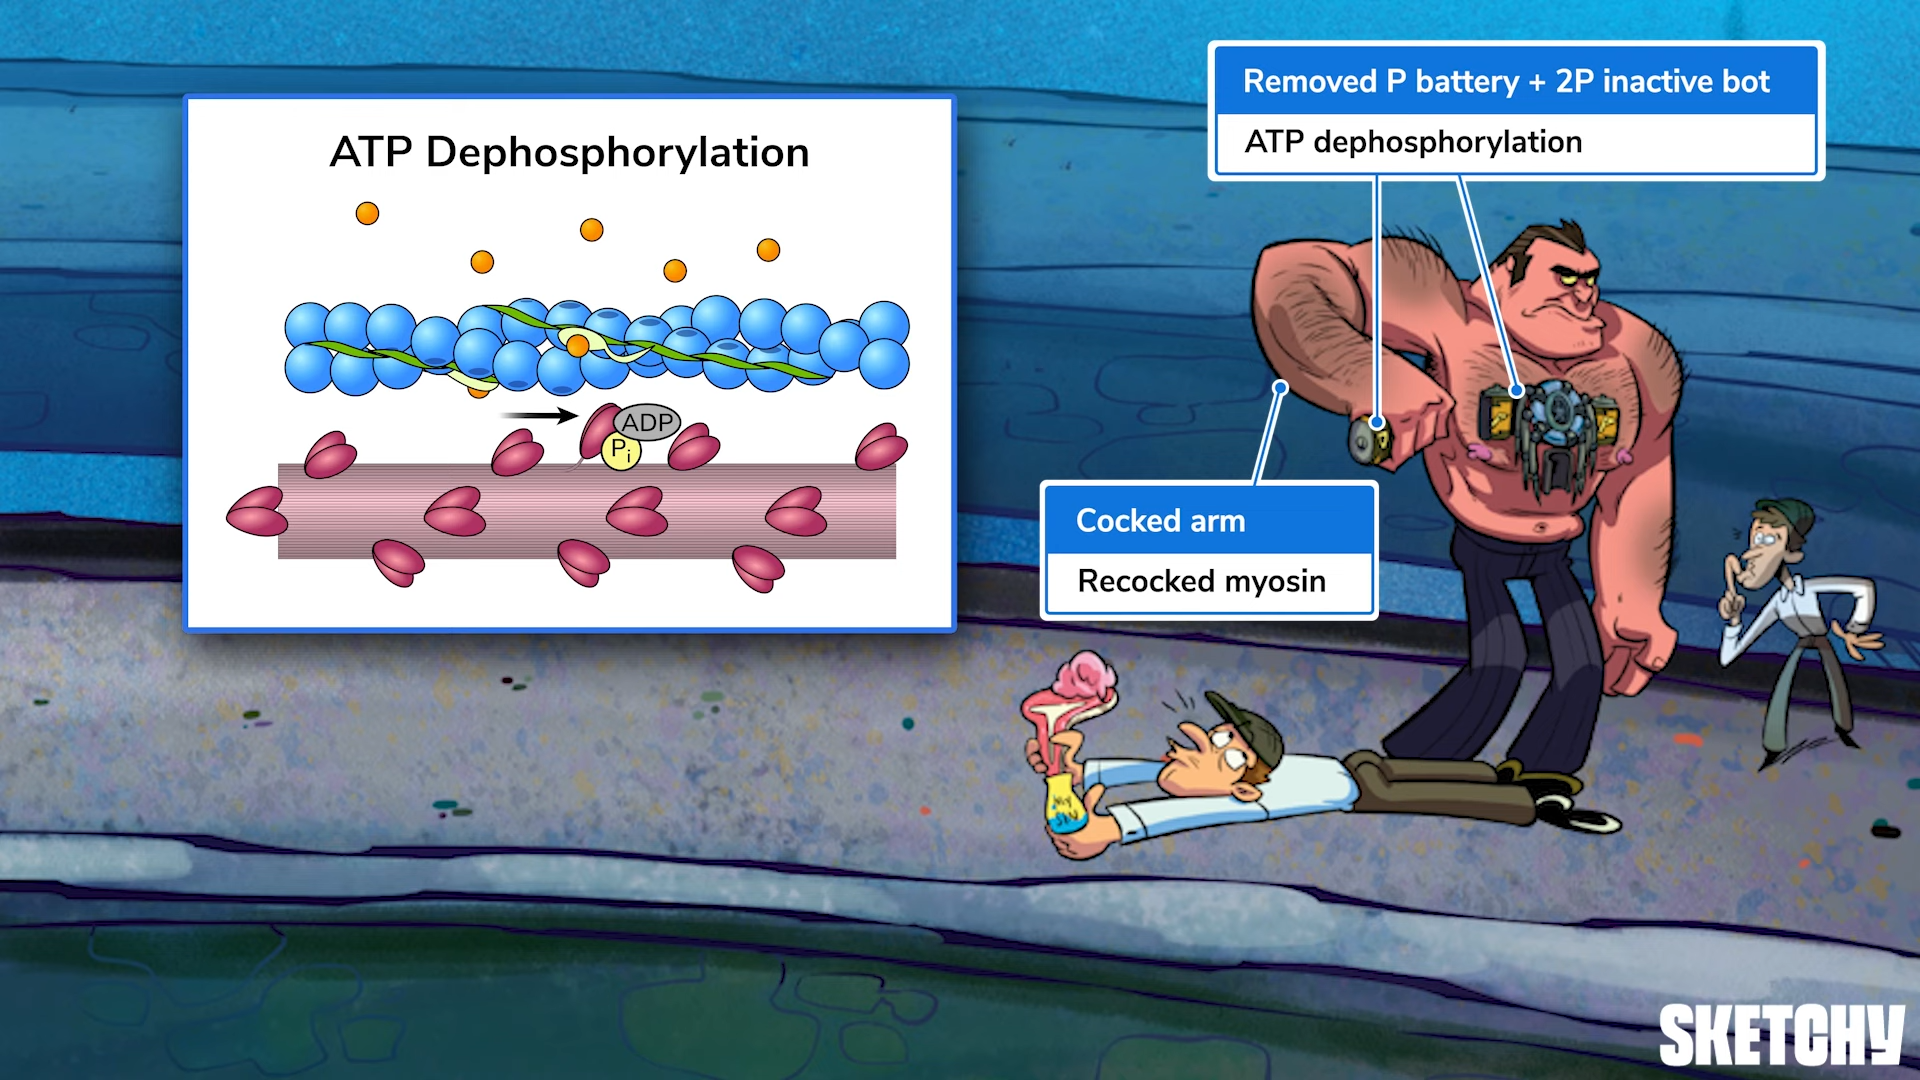 ATP Dephosphorylation
ADP
Pi
Removed P battery + 2P inactive bot
ATP dephosphorylation
Cocked arm
Recocked myosin
SKETCHY